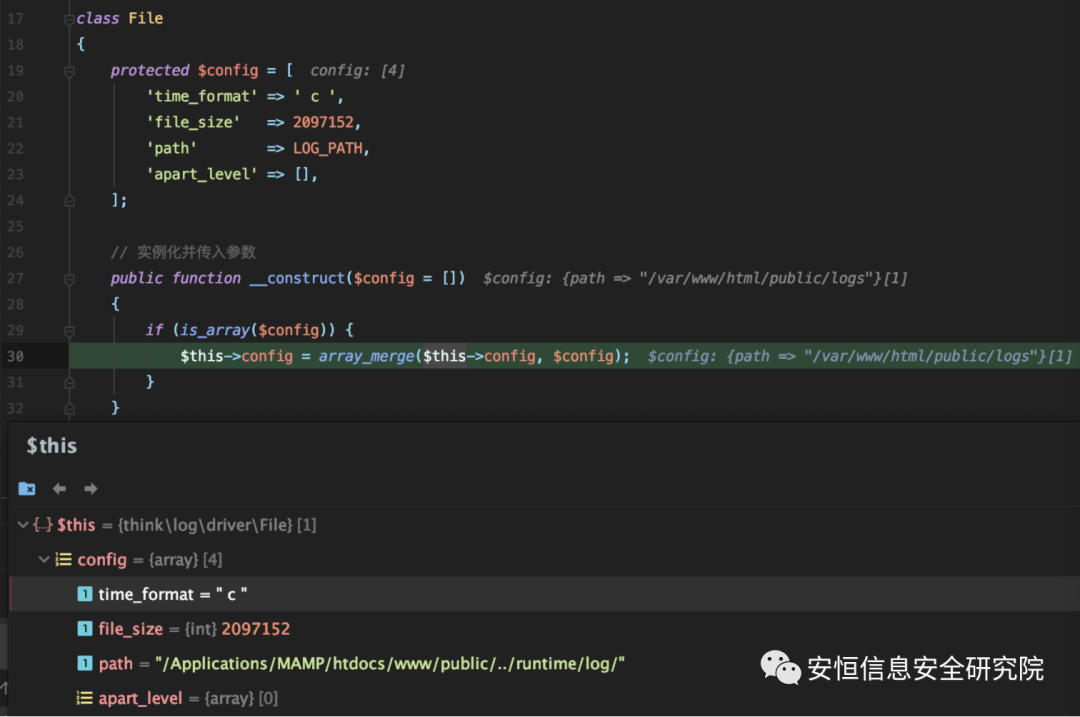 17 class File
18 {
19 protected $config = [ config: [4]
20 'time_format' => ' c ',
21 'file_size' => 2097152,
22 'path' => LOG_PATH,
23 'apart_level' => [],
24 ];
25
26 // 实例化并传入参数
27 public function __construct($config = []) $config: {path => "/var/www/html/public/logs"}[1]
28 {
29 if (is_array($config)) {
30 $this->config = array_merge($this->config, $config); $config: {path => "/var/www/html/public/logs"}[1]
31 }
32 }
$this
{...} $this = {think\log\driver\File} [1]
config = {array} [4]
time_format = " c "
file_size = {int} 2097152
path = "/Applications/MAMP/htdocs/www/public/../runtime/log/"
apart_level = {array} [0]
安恒信息安全研究院